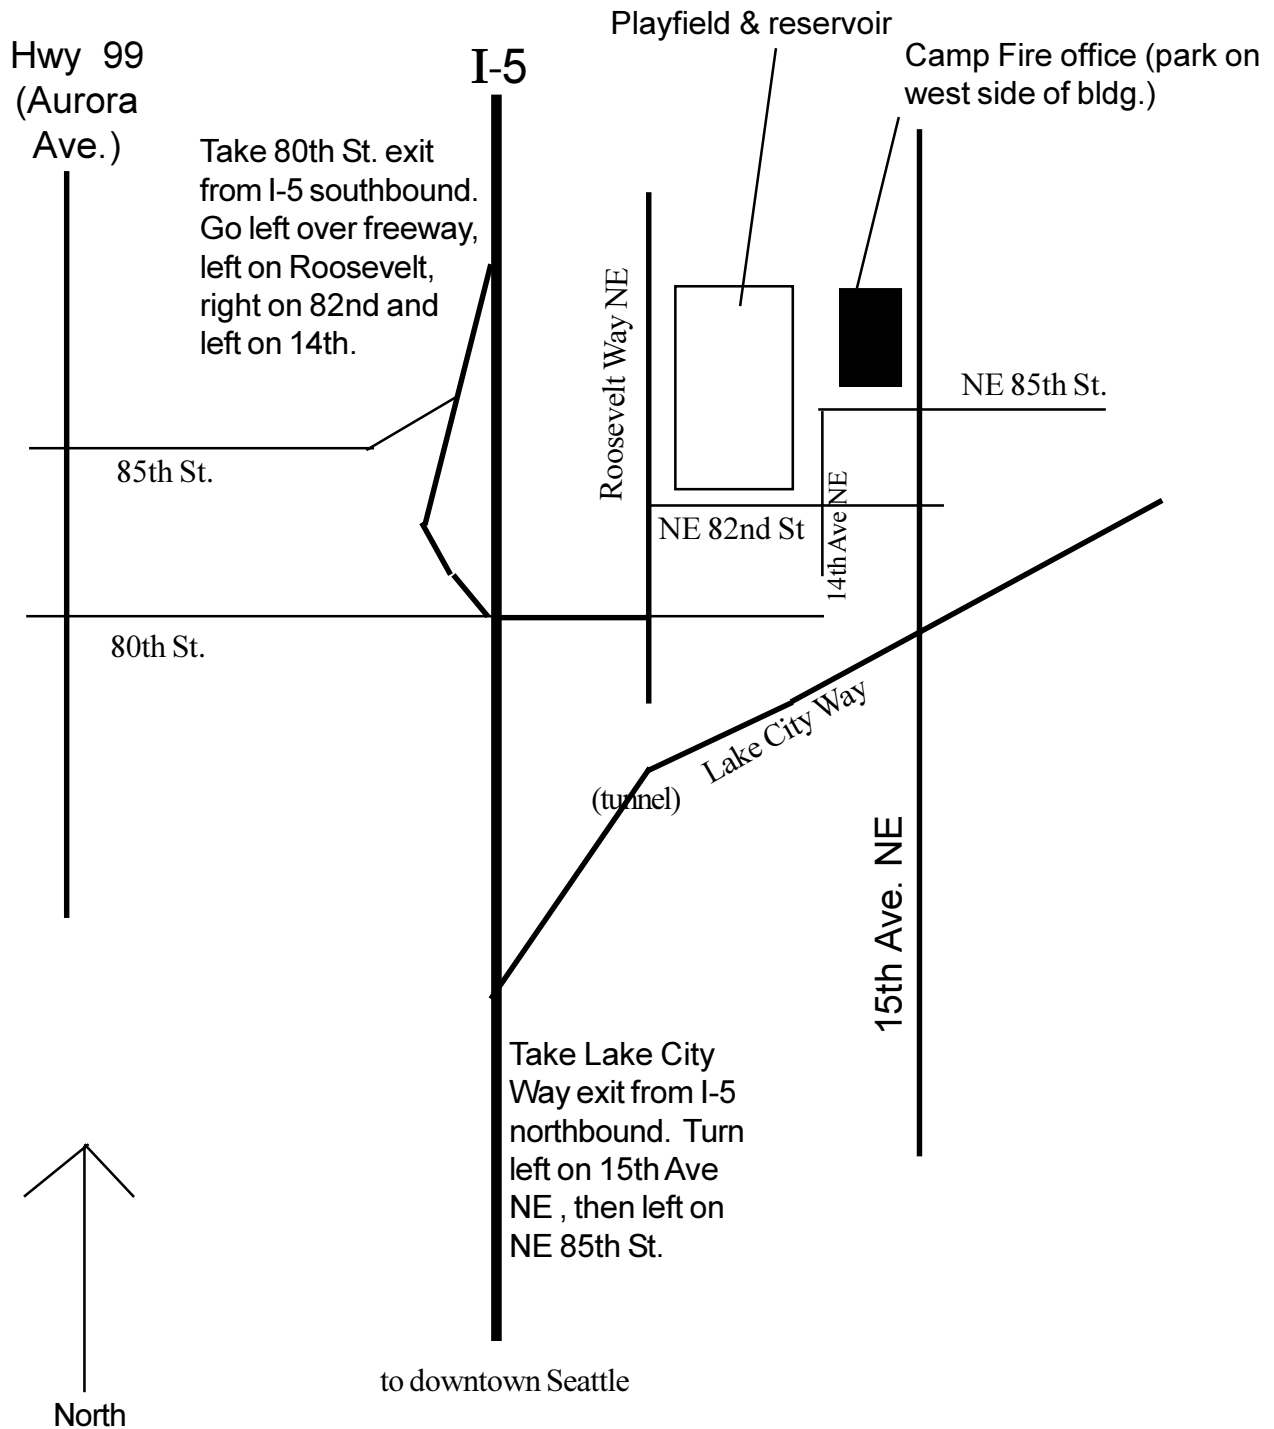 Playfield & reservoir
Hwy 99
(Aurora
Ave.)
I-5
Camp Fire office (park on
west side of bldg.)
Take 80th St. exit
from I-5 southbound.
Go left over freeway,
left on Roosevelt,
right on 82nd and
left on 14th.
Roosevelt Way NE
NE 85th St.
85th St.
NE 82nd St
14th Ave NE
80th St.
Lake City Way
(tunnel)
15th Ave. NE
Take Lake City
Way exit from I-5
northbound. Turn
left on 15th Ave
NE , then left on
NE 85th St.
to downtown Seattle
North